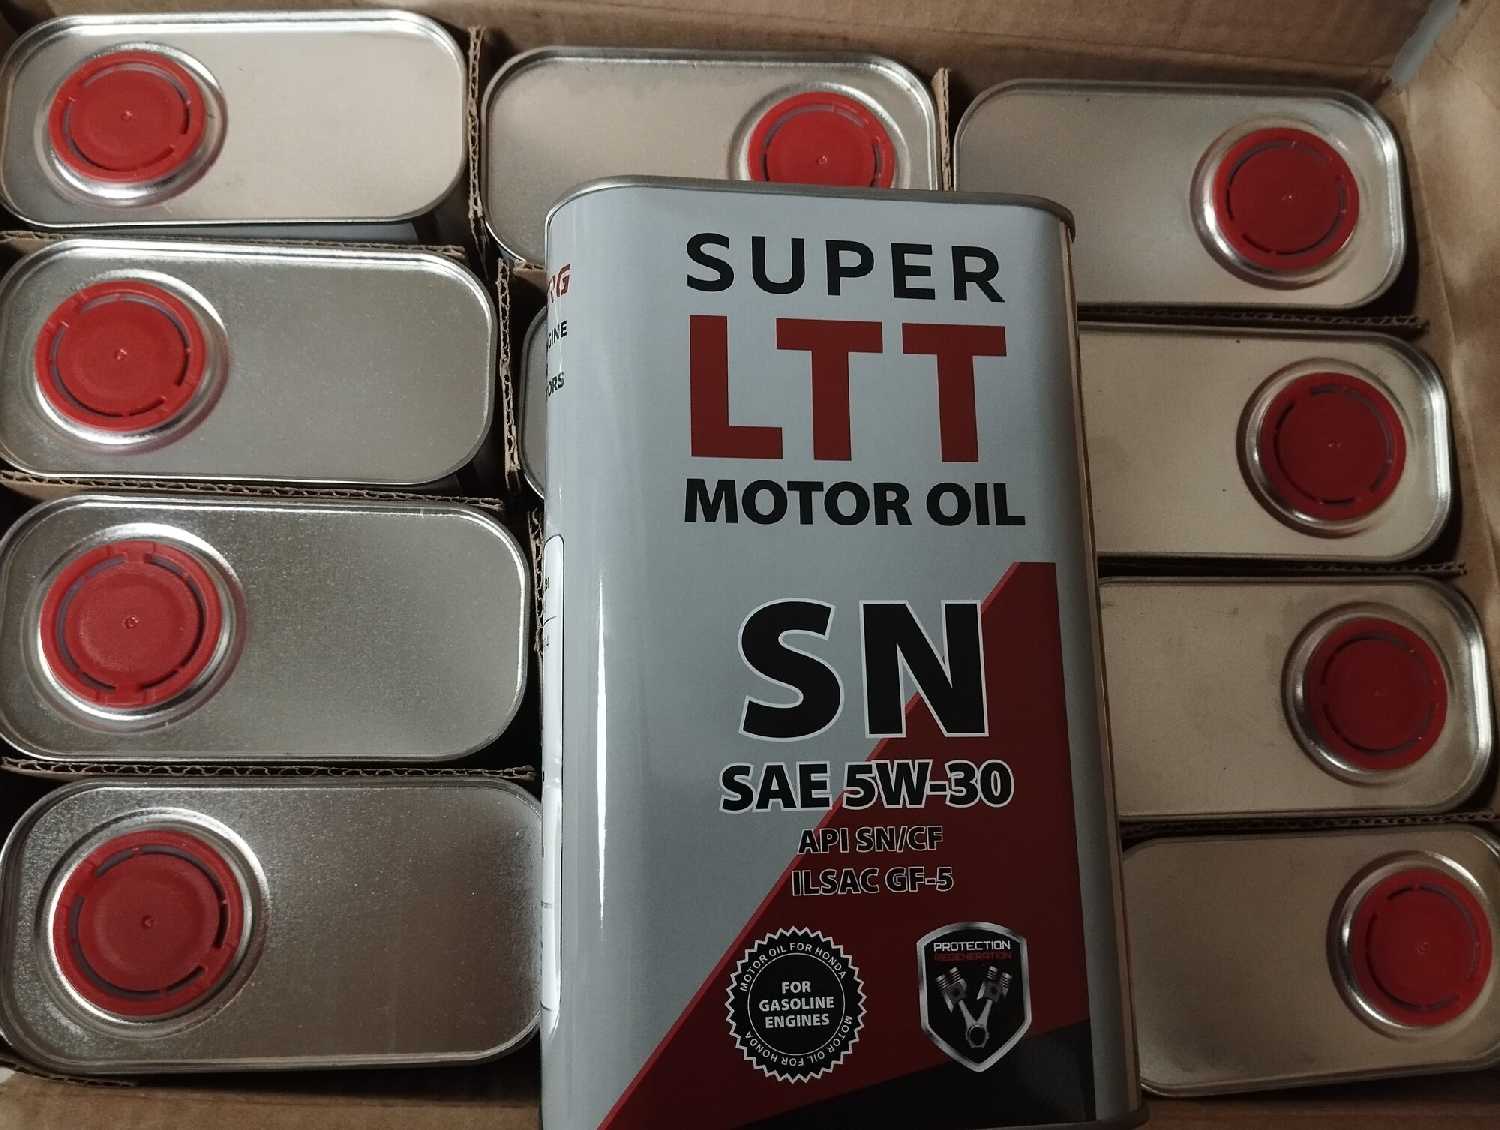 SUPER
LTT
MOTOR OIL
SN
SAE 5W-30
API SN/CF
ILSAC GF-5
MOTOR OIL FOR HONDA
FOR
GASOLINE
ENGINES
MOTOR OIL FOR HONDA
PROTECTION
REGENERATION